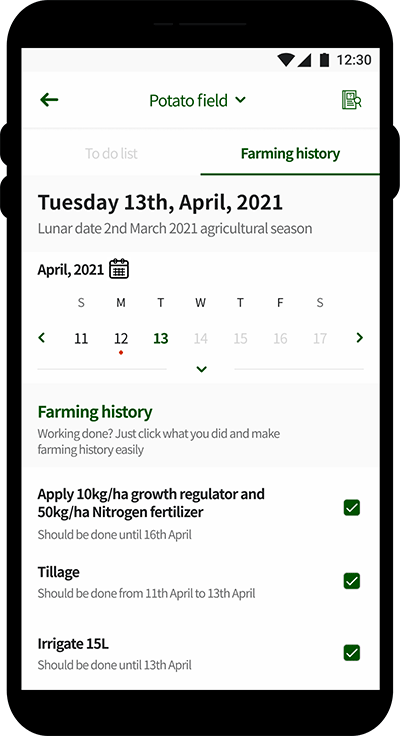 12:30
Potato field
To do list Farming history
Tuesday 13th, April, 2021
Lunar date 2nd March 2021 agricultural season
April, 2021
S M T W T F S
11 12 13 14 15 16 17
Farming history
Working done? Just click what you did and make
farming history easily
Apply 10kg/ha growth regulator and
50kg/ha Nitrogen fertilizer
Should be done until 16th April
Tillage
Should be done from 11th April to 13th April
Irrigate 15L
Should be done until 13th April